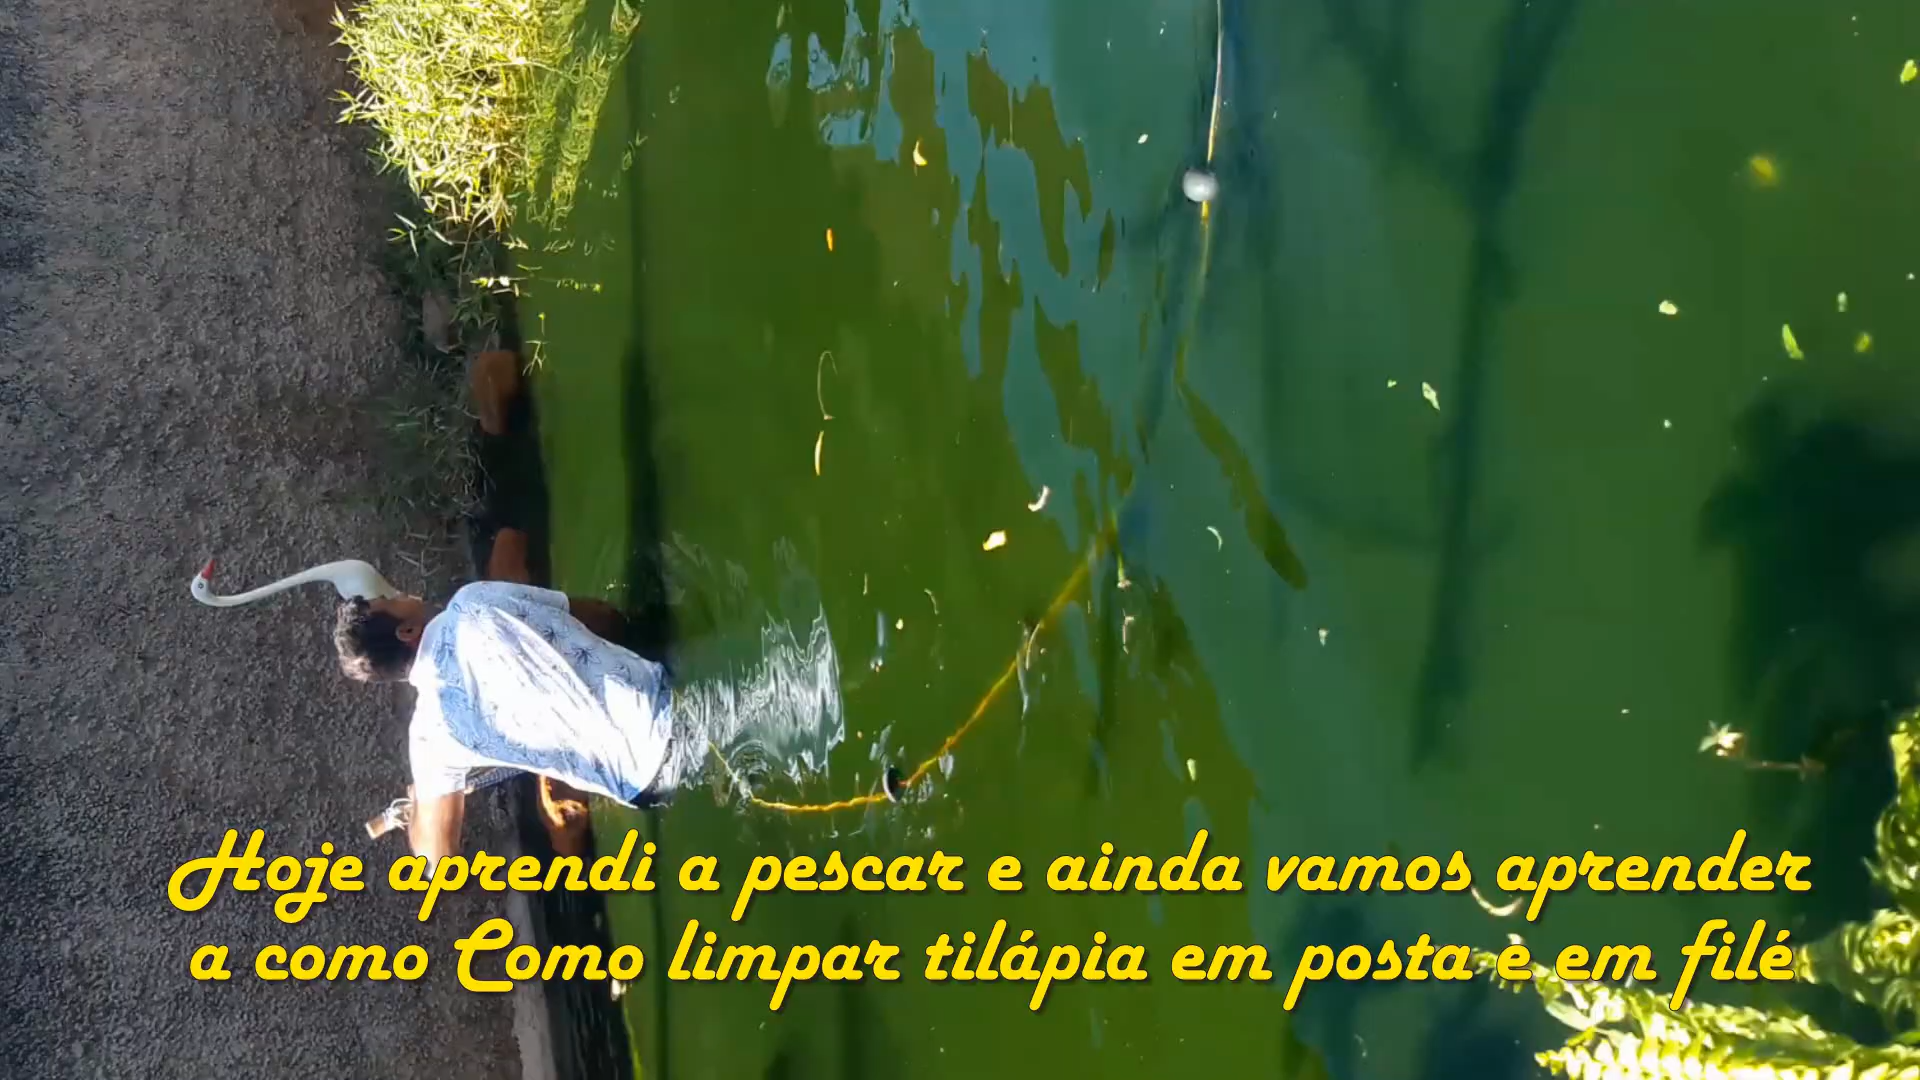 Hoje aprendi a pescar e ainda vamos aprender
a como Como limpar tilápia em posta e em filé